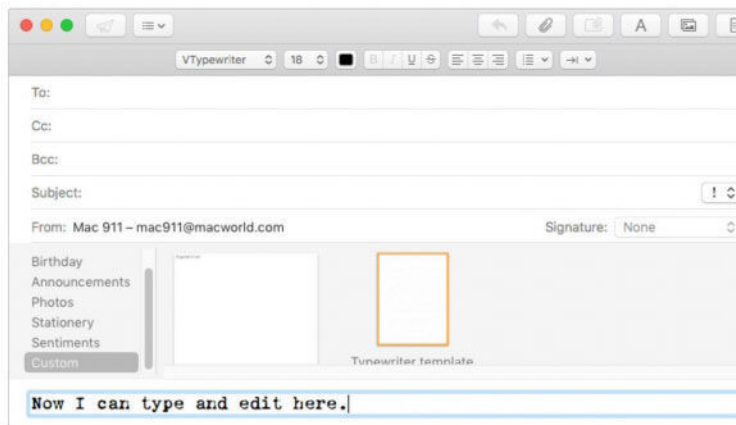 VTypewriter 18 B I U S
To:
Cc:
Bcc:
Subject: !
From: Mac 911 – mac911@macworld.com Signature: None
Birthday
Announcements
Photos
Stationery
Sentiments
Custom
Typewriter template
Now I can type and edit here.